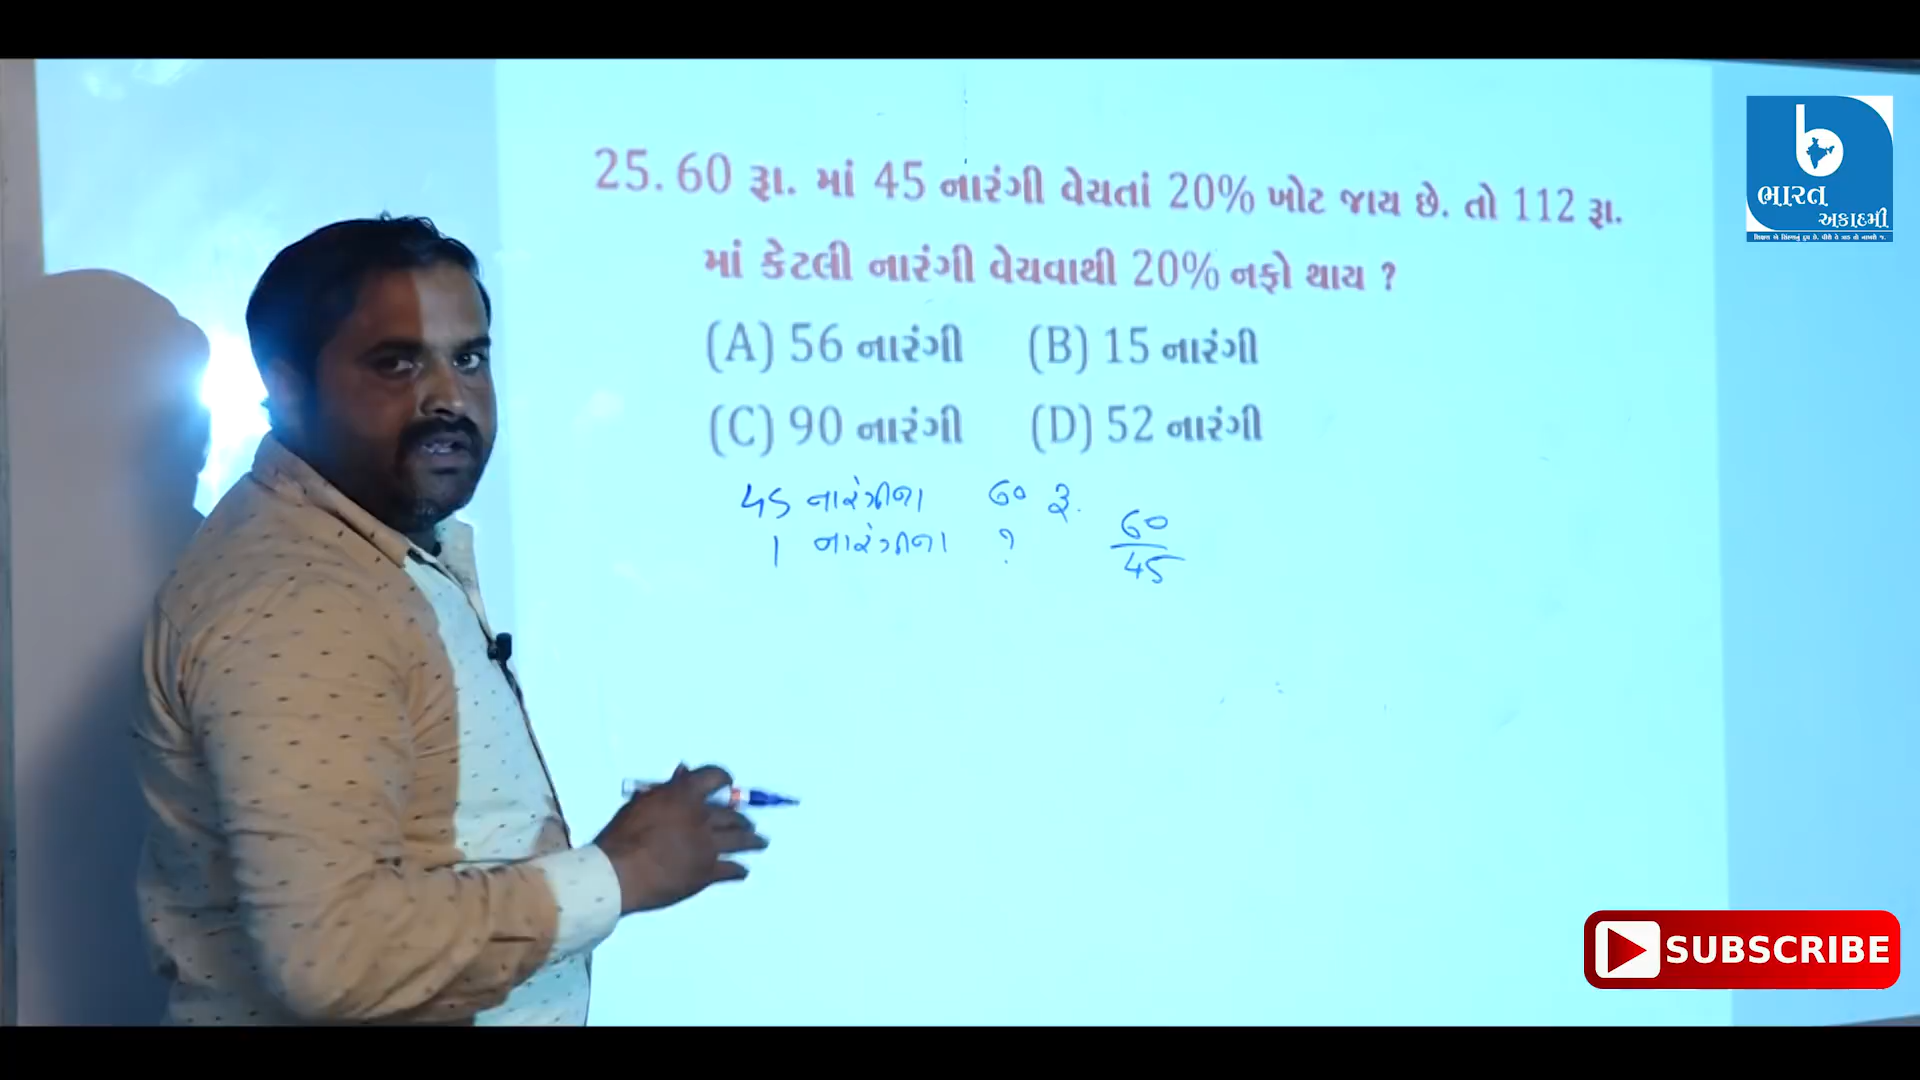 25. 60 રૂા. માં 45 નારંગી વેચતાં 20% ખોટ જાય છે. તો 112 રૂા.
માં કેટલી નારંગી વેચવાથી 20% નફો થાય ?
(A) 56 નારંગી (B) 15 નારંગી
(C) 90 નારંગી (D) 52 નારંગી
45 નારંગીના 60 રૂ.
1 નારંગીના ?
60
45
ભારત
અકાદમી
SUBSCRIBE